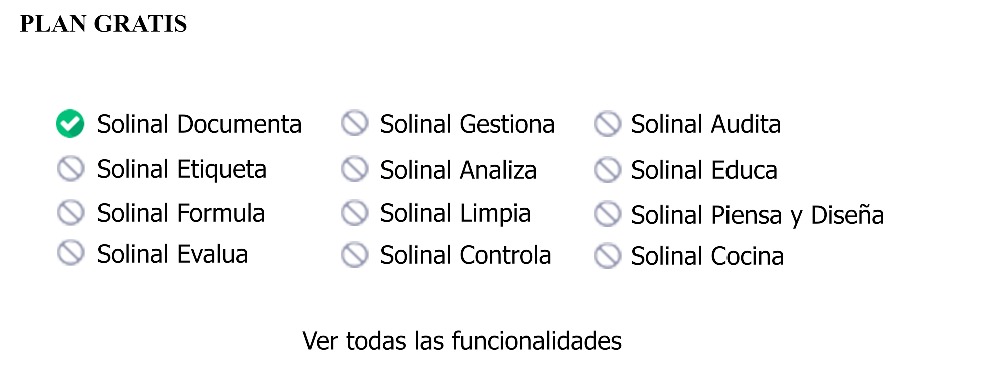 PLAN GRATIS
Solinal Documenta Solinal Gestiona Solinal Audita
Solinal Etiqueta Solinal Analiza Solinal Educa
Solinal Formula Solinal Limpia Solinal Piensa y Diseña
Solinal Evalua Solinal Controla Solinal Cocina
Ver todas las funcionalidades